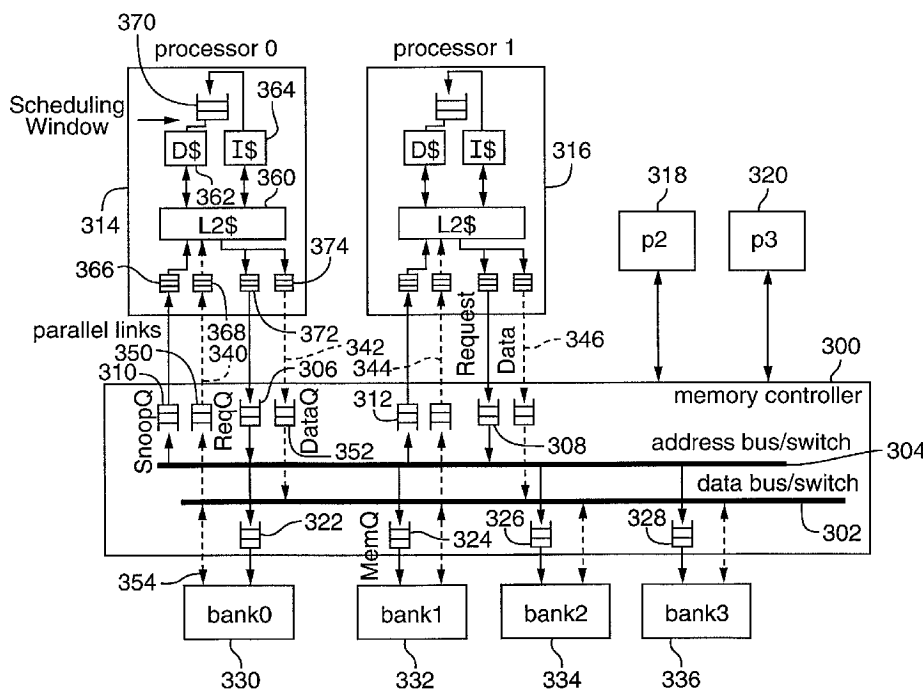 370
processor 0
processor 1
364
Scheduling
Window
D$
I$
D$
I$
316
318
320
362
360
314
L2$
L2$
p2
p3
366
374
368
372
parallel links
342
Request
Data
346
350
340
306
344
300
310
312
memory controller
SnoopQ
ReqQ
DataQ
352
308
address bus/switch
304
data bus/switch
302
322
324
326
328
MemQ
354
bank0
bank1
bank2
bank3
330
332
334
336